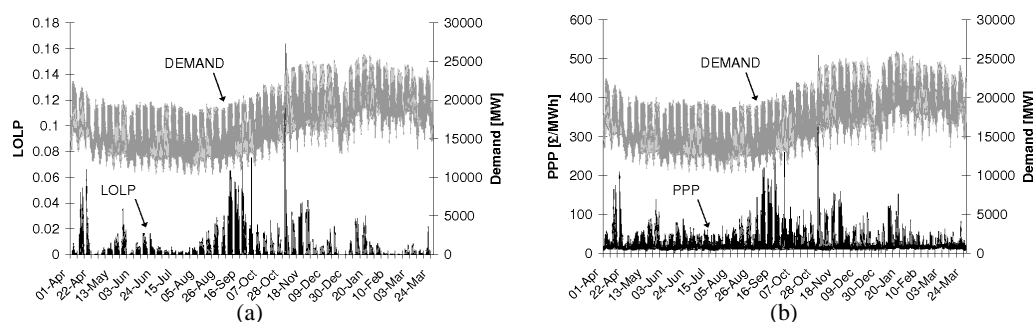 0.18
0.16
0.14
0.12
0.1
0.08
0.06
0.04
0.02
0
LOLP
30000
25000
20000
15000
10000
5000
0
Demand [MW]
DEMAND
LOLP
01-Apr
22-Apr
13-May
03-Jun
24-Jun
15-Jul
05-Aug
26-Aug
16-Sep
07-Oct
28-Oct
18-Nov
09-Dec
30-Dec
20-Jan
10-Feb
03-Mar
24-Mar
(a)
600
500
400
300
200
100
0
PPP [£/MWh]
30000
25000
20000
15000
10000
5000
0
Demand [MW]
DEMAND
PPP
01-Apr
22-Apr
13-May
03-Jun
24-Jun
15-Jul
05-Aug
26-Aug
16-Sep
07-Oct
28-Oct
18-Nov
09-Dec
30-Dec
20-Jan
10-Feb
03-Mar
24-Mar
(b)